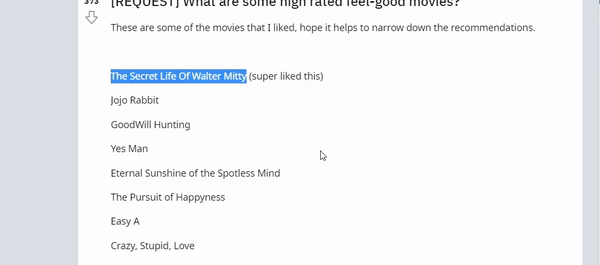 [REQUEST] What are some high rated feel-good movies?
These are some of the movies that I liked, hope it helps to narrow down the recommendations.
The Secret Life Of Walter Mitty (super liked this)
Jojo Rabbit
GoodWill Hunting
Yes Man
Eternal Sunshine of the Spotless Mind
The Pursuit of Happyness
Easy A
Crazy, Stupid, Love